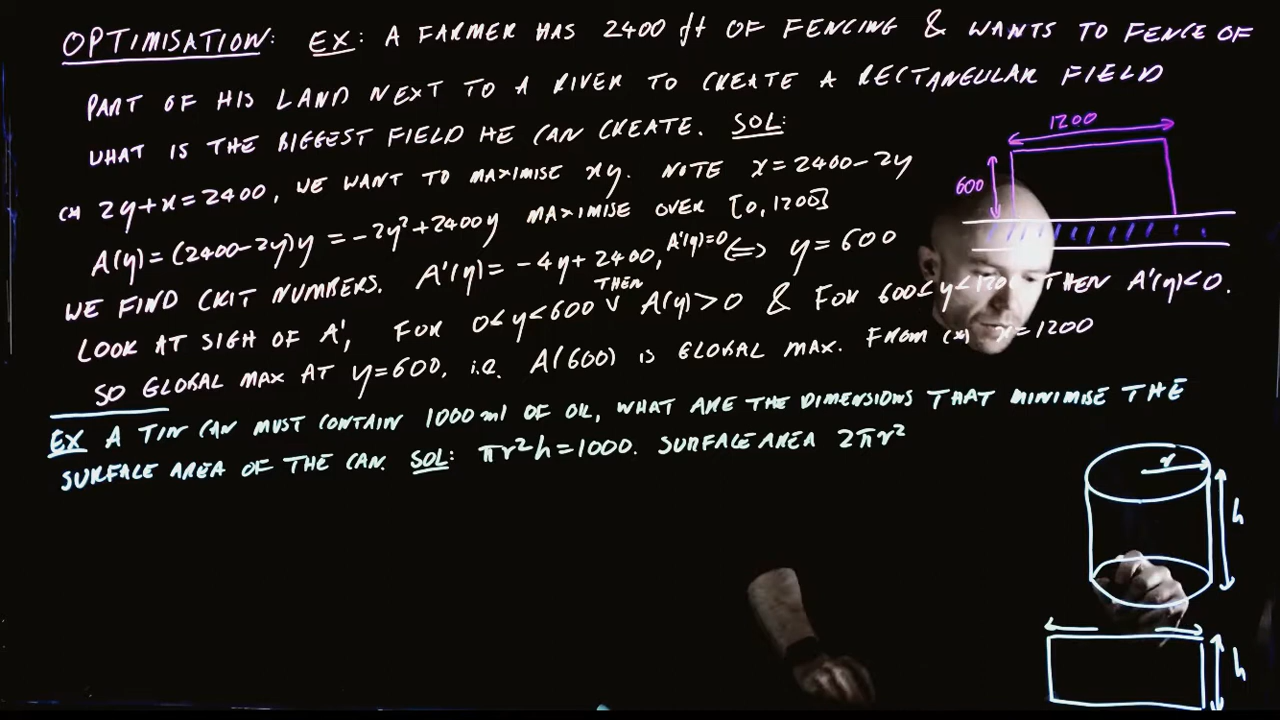 OPTIMISATION: EX: A FARMER HAS 2400 ft OF FENCING & WANTS TO FENCE OF
PART OF HIS LAND NEXT TO A RIVER TO CREATE A RECTANGULAR FIELD
WHAT IS THE BIGGEST FIELD HE CAN CREATE. SOL:
1200
600
(*) 2y+x=2400, WE WANT TO MAXIMISE xy. NOTE x=2400-2y
A(y)=(2400-2y)y=-2y²+2400y MAXIMISE OVER [0,1200]
WE FIND CRIT NUMBERS. A'(y)=-4y+2400, A'(y)=0 ⇔ y=600
LOOK AT SIGN OF A', FOR 0<y<600 THEN A(y)>0 & FOR 600<y<1200 THEN A'(y)<0.
SO GLOBAL MAX AT y=600, i.e. A(600) IS GLOBAL MAX. FROM (*) x=1200
EX A TIN CAN MUST CONTAIN 1000 ml OF OIL, WHAT ARE THE DIMENSIONS THAT MINIMISE THE
SURFACE AREA OF THE CAN. SOL: πr²h=1000. SURFACE AREA 2πr²
r
h
h